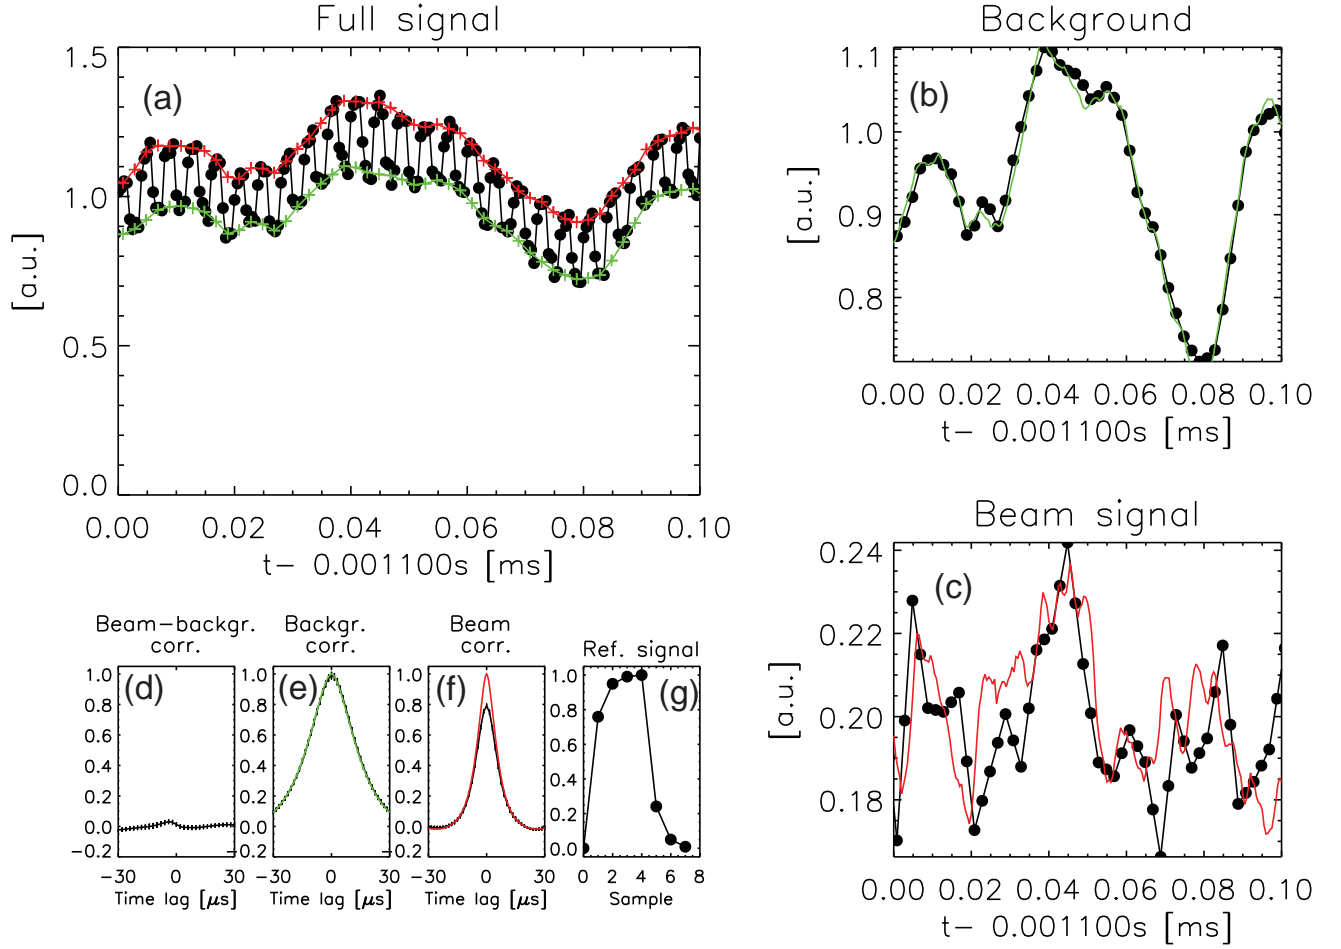 Full signal
(a)
1.5
1.0
0.5
0.0
[a.u.]
0.00 0.02 0.04 0.06 0.08 0.10
t− 0.001100s [ms]
Background
(b)
1.1
1.0
0.9
0.8
[a.u.]
0.00 0.02 0.04 0.06 0.08 0.10
t− 0.001100s [ms]
Beam signal
(c)
0.24
0.22
0.20
0.18
[a.u.]
0.00 0.02 0.04 0.06 0.08 0.10
t− 0.001100s [ms]
Beam−backgr.
corr.
(d)
1.0
0.8
0.6
0.4
0.2
0.0
−0.2
−30 0 30
Time lag [μs]
Backgr.
corr.
(e)
1.0
0.8
0.6
0.4
0.2
0.0
−0.2
−30 0 30
Time lag [μs]
Beam
corr.
(f)
1.0
0.8
0.6
0.4
0.2
0.0
−0.2
−30 0 30
Time lag [μs]
Ref. signal
(g)
1.0
0.8
0.6
0.4
0.2
0.0
0 2 4 6 8
Sample